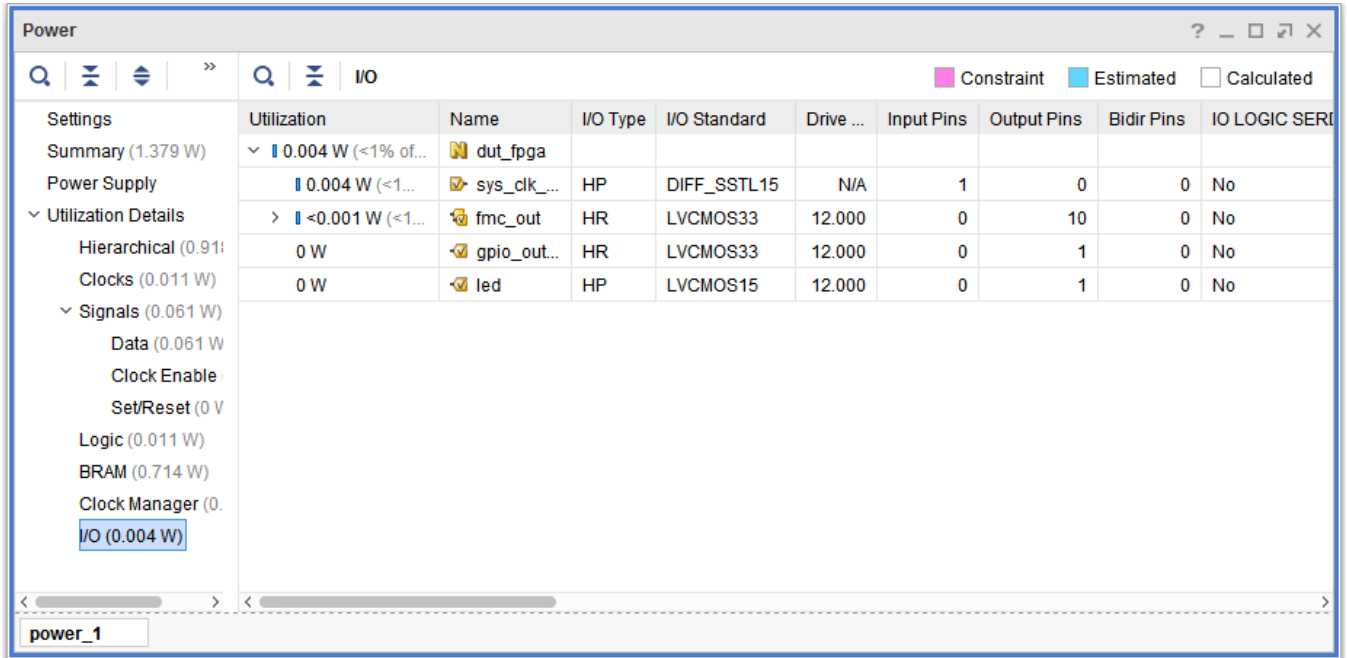 Power
I/O Constraint Estimated Calculated
Settings
Summary (1.379 W)
Power Supply
Utilization Details
Hierarchical (0.91
Clocks (0.011 W)
Signals (0.061 W)
Data (0.061 W
Clock Enable
Set/Reset (0 W
Logic (0.011 W)
BRAM (0.714 W)
Clock Manager (0.
I/O (0.004 W)
Utilization Name I/O Type I/O Standard Drive ... Input Pins Output Pins Bidir Pins IO LOGIC SERD
0.004 W (<1% of... dut_fpga
0.004 W (<1... sys_clk_... HP DIFF_SSTL15 N/A 1 0 0 No
<0.001 W (<1... fmc_out HR LVCMOS33 12.000 0 10 0 No
0 W gpio_out... HR LVCMOS33 12.000 0 1 0 No
0 W led HP LVCMOS15 12.000 0 1 0 No
power_1